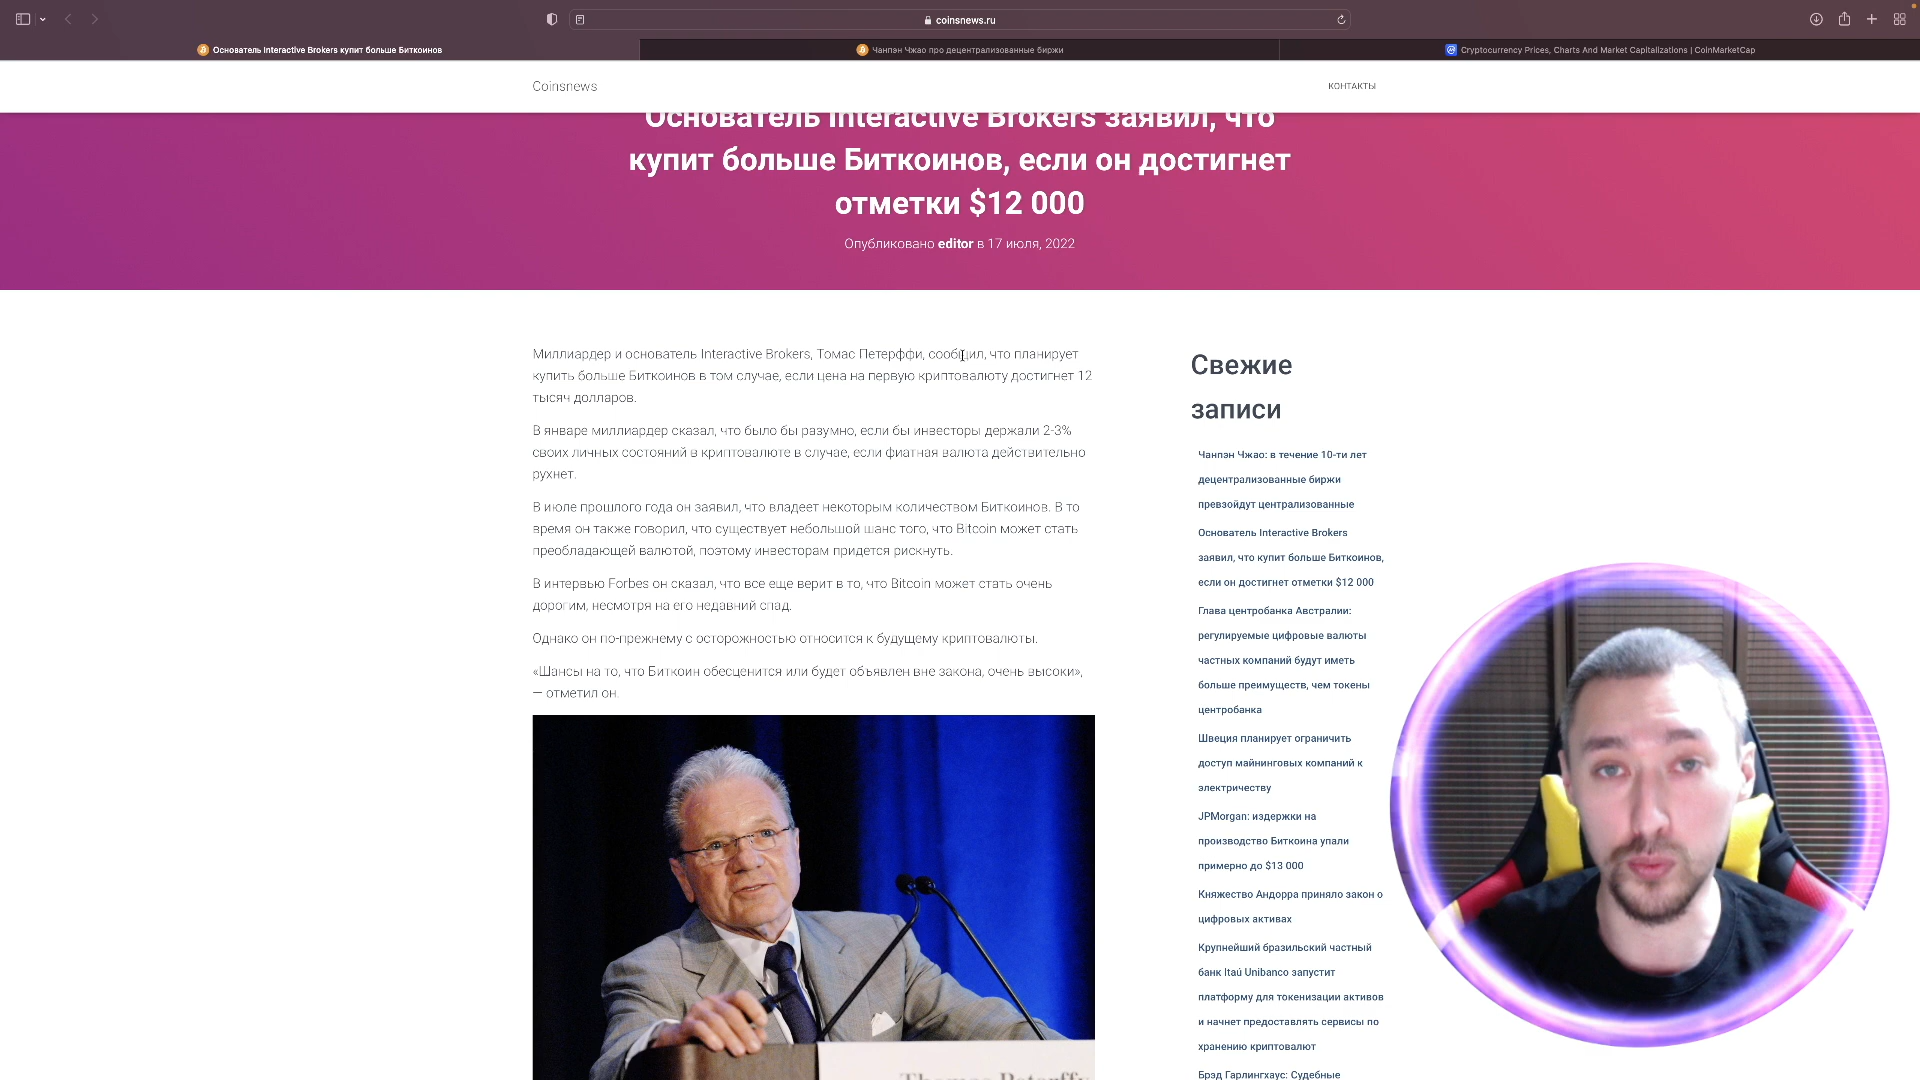 coinsnews.ru
Основатель Interactive Brokers купит больше Биткоинов
Чанпэн Чжао про децентрализованные биржи
Cryptocurrency Prices, Charts And Market Capitalizations | CoinMarketCap
Coinsnews
КОНТАКТЫ
Основатель Interactive Brokers заявил, что
купит больше Биткоинов, если он достигнет
отметки $12 000
Опубликовано editor в 17 июля, 2022
Миллиардер и основатель Interactive Brokers, Томас Петерффи, сообщил, что планирует
купить больше Биткоинов в том случае, если цена на первую криптовалюту достигнет 12
тысяч долларов.
В январе миллиардер сказал, что было бы разумно, если бы инвесторы держали 2-3%
своих личных состояний в криптовалюте в случае, если фиатная валюта действительно
рухнет.
В июле прошлого года он заявил, что владеет некоторым количеством Биткоинов. В то
время он также говорил, что существует небольшой шанс того, что Bitcoin может стать
преобладающей валютой, поэтому инвесторам придется рискнуть.
В интервью Forbes он сказал, что все еще верит в то, что Bitcoin может стать очень
дорогим, несмотря на его недавний спад.
Однако он по-прежнему с осторожностью относится к будущему криптовалюты.
«Шансы на то, что Биткоин обесценится или будет объявлен вне закона, очень высоки»,
— отметил он.
Thomas Peterffy
Свежие
записи
Чанпэн Чжао: в течение 10-ти лет
децентрализованные биржи
превзойдут централизованные
Основатель Interactive Brokers
заявил, что купит больше Биткоинов,
если он достигнет отметки $12 000
Глава центробанка Австралии:
регулируемые цифровые валюты
частных компаний будут иметь
больше преимуществ, чем токены
центробанка
Швеция планирует ограничить
доступ майнинговых компаний к
электричеству
JPMorgan: издержки на
производство Биткоина упали
примерно до $13 000
Княжество Андорра приняло закон о
цифровых активах
Крупнейший бразильский частный
банк Itaú Unibanco запустит
платформу для токенизации активов
и начнет предоставлять сервисы по
хранению криптовалют
Брэд Гарлингхаус: Судебные